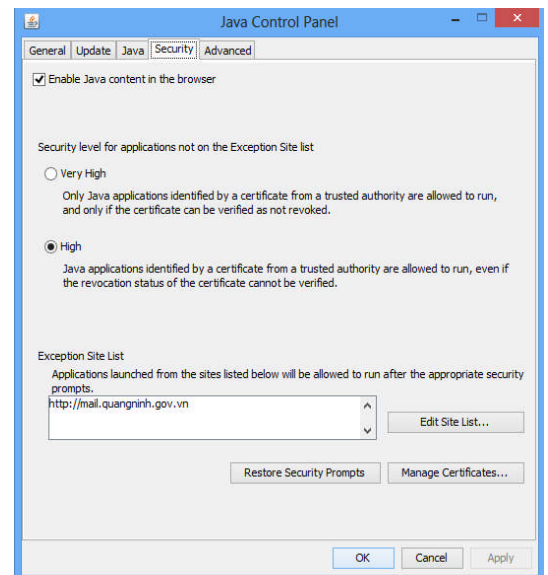 Java Control Panel
General Update Java Security Advanced
Enable Java content in the browser
Security level for applications not on the Exception Site list
Very High
Only Java applications identified by a certificate from a trusted authority are allowed to run,
and only if the certificate can be verified as not revoked.
High
Java applications identified by a certificate from a trusted authority are allowed to run, even if
the revocation status of the certificate cannot be verified.
Exception Site List
Applications launched from the sites listed below will be allowed to run after the appropriate security
prompts.
http://mail.quangninh.gov.vn
Edit Site List...
Restore Security Prompts Manage Certificates...
OK Cancel Apply